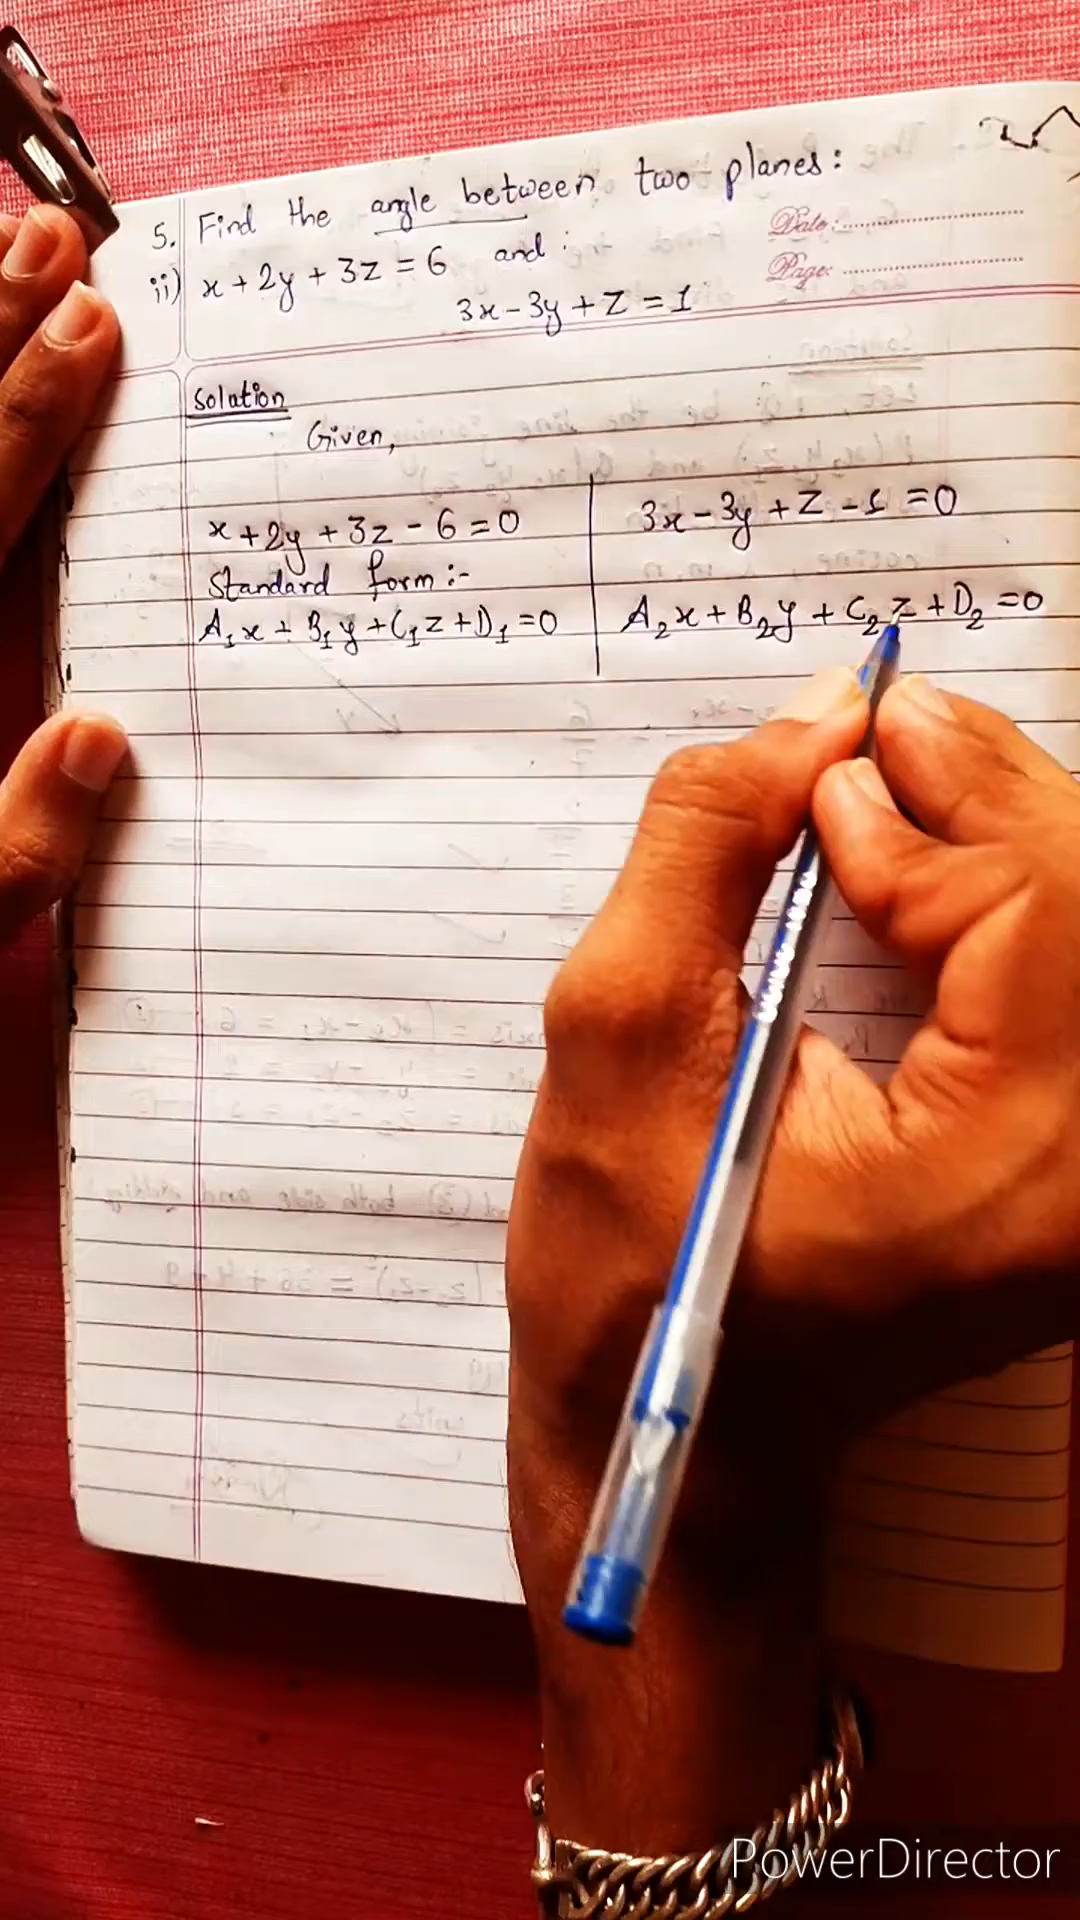 5. Find the angle between two planes:
ii) x + 2y + 3z = 6 and :
3x - 3y + z = 1
Date:
Page:
Solution
Given,
x + 2y + 3z - 6 = 0
3x - 3y + z - 1 = 0
Standard form :-
A₁x + B₁y + C₁z + D₁ = 0
A₂x + B₂y + C₂z + D₂ = 0
PowerDirector